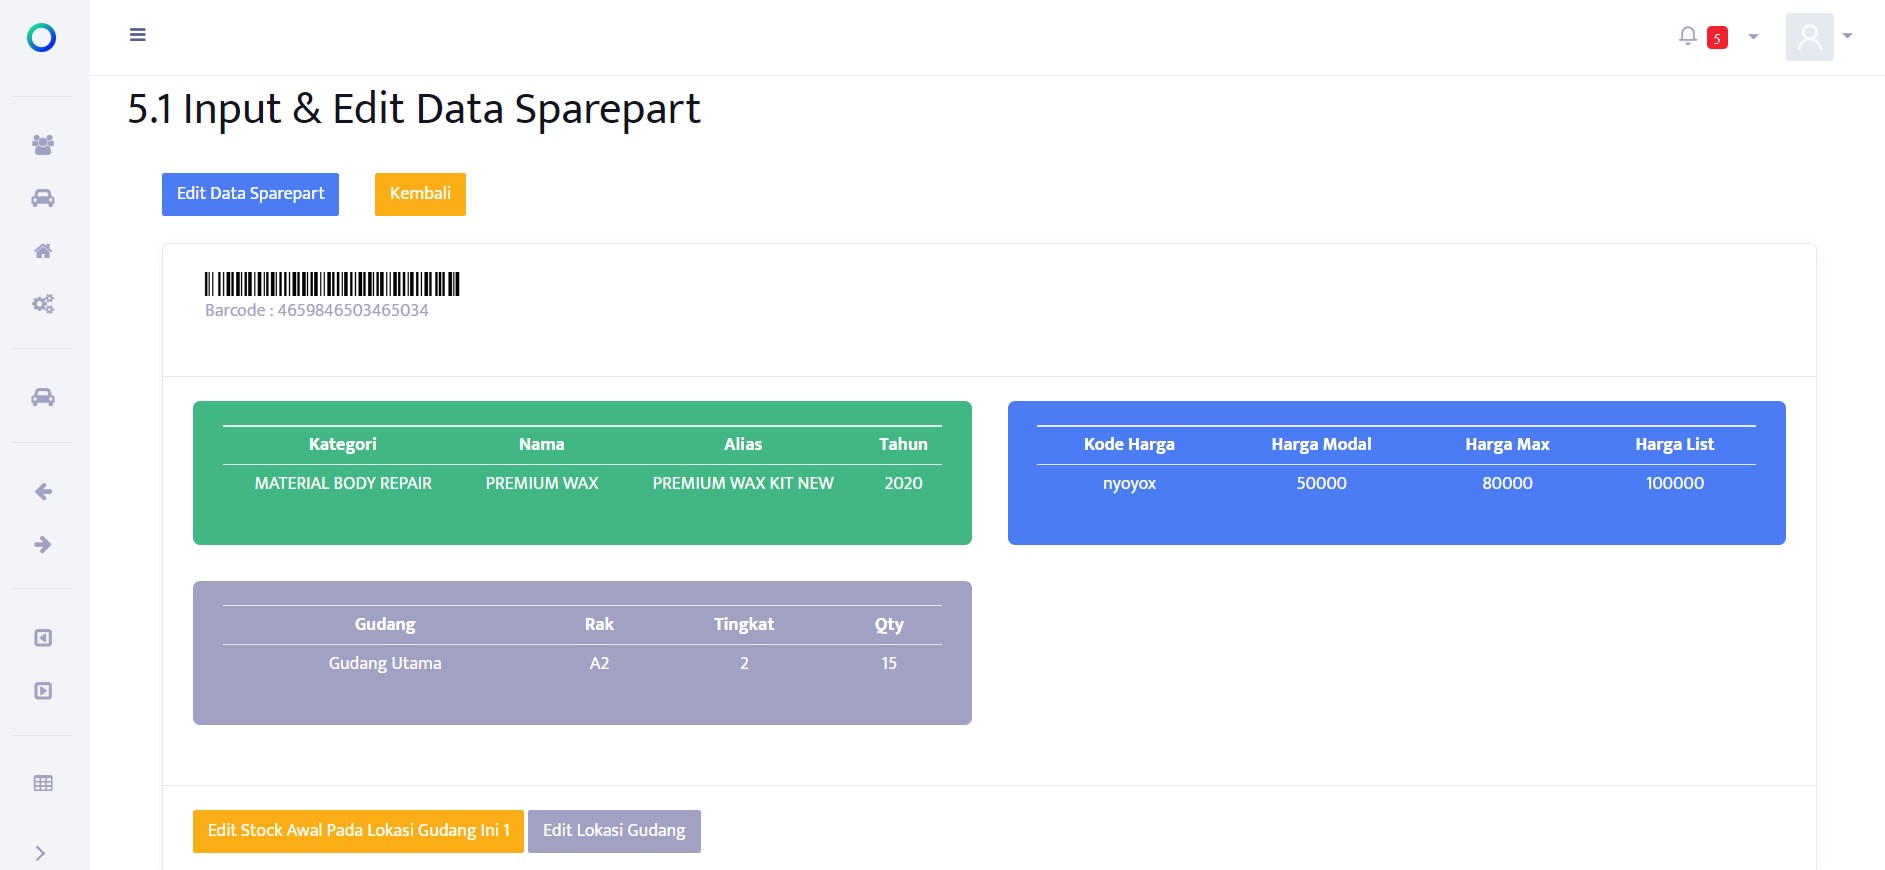 5
5.1 Input & Edit Data Sparepart
Edit Data Sparepart Kembali
Barcode : 4659846503465034
Kategori Nama Alias Tahun
MATERIAL BODY REPAIR PREMIUM WAX PREMIUM WAX KIT NEW 2020
Kode Harga Harga Modal Harga Max Harga List
nyoyox 50000 80000 100000
Gudang Rak Tingkat Qty
Gudang Utama A2 2 15
Edit Stock Awal Pada Lokasi Gudang Ini 1 Edit Lokasi Gudang